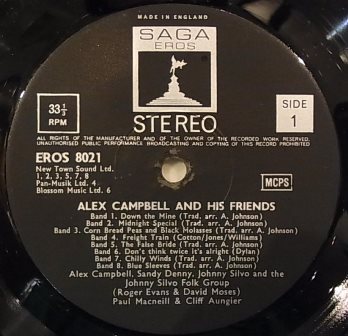 MADE IN ENGLAND
SAGA
EROS
33⅓
RPM
STEREO
SIDE
1
ALL RIGHTS OF THE MANUFACTURER AND OF THE OWNER OF THE RECORDED WORK RESERVED.
UNAUTHORISED PUBLIC PERFORMANCE BROADCASTING AND COPYING OF THIS RECORD PROHIBITED.
EROS 8021
New Town Sound Ltd.
1, 2, 3, 5, 7, 8
Pan-Musik Ltd. 4
Blossom Music Ltd. 6
MCPS
ALEX CAMPBELL AND HIS FRIENDS
Band 1. Down the Mine (Trad. arr. A. Johnson)
Band 2. Midnight Special (Trad. arr. A. Johnson)
Band 3. Corn Bread Peas and Black Molasses (Trad. arr. A. Johnson)
Band 4. Freight Train (Cotton/Jones/Williams)
Band 5. The False Bride (Trad. arr. A. Johnson)
Band 6. Don't think twice it's alright (Dylan)
Band 7. Chilly Winds (Trad. arr. A. Johnson)
Band 8. Blue Sleeves (Trad. arr. A. Johnson)
Alex Campbell, Sandy Denny, Johnny Silvo and the
Johnny Silvo Folk Group
(Roger Evans & David Moses)
Paul Macneill & Cliff Aungier